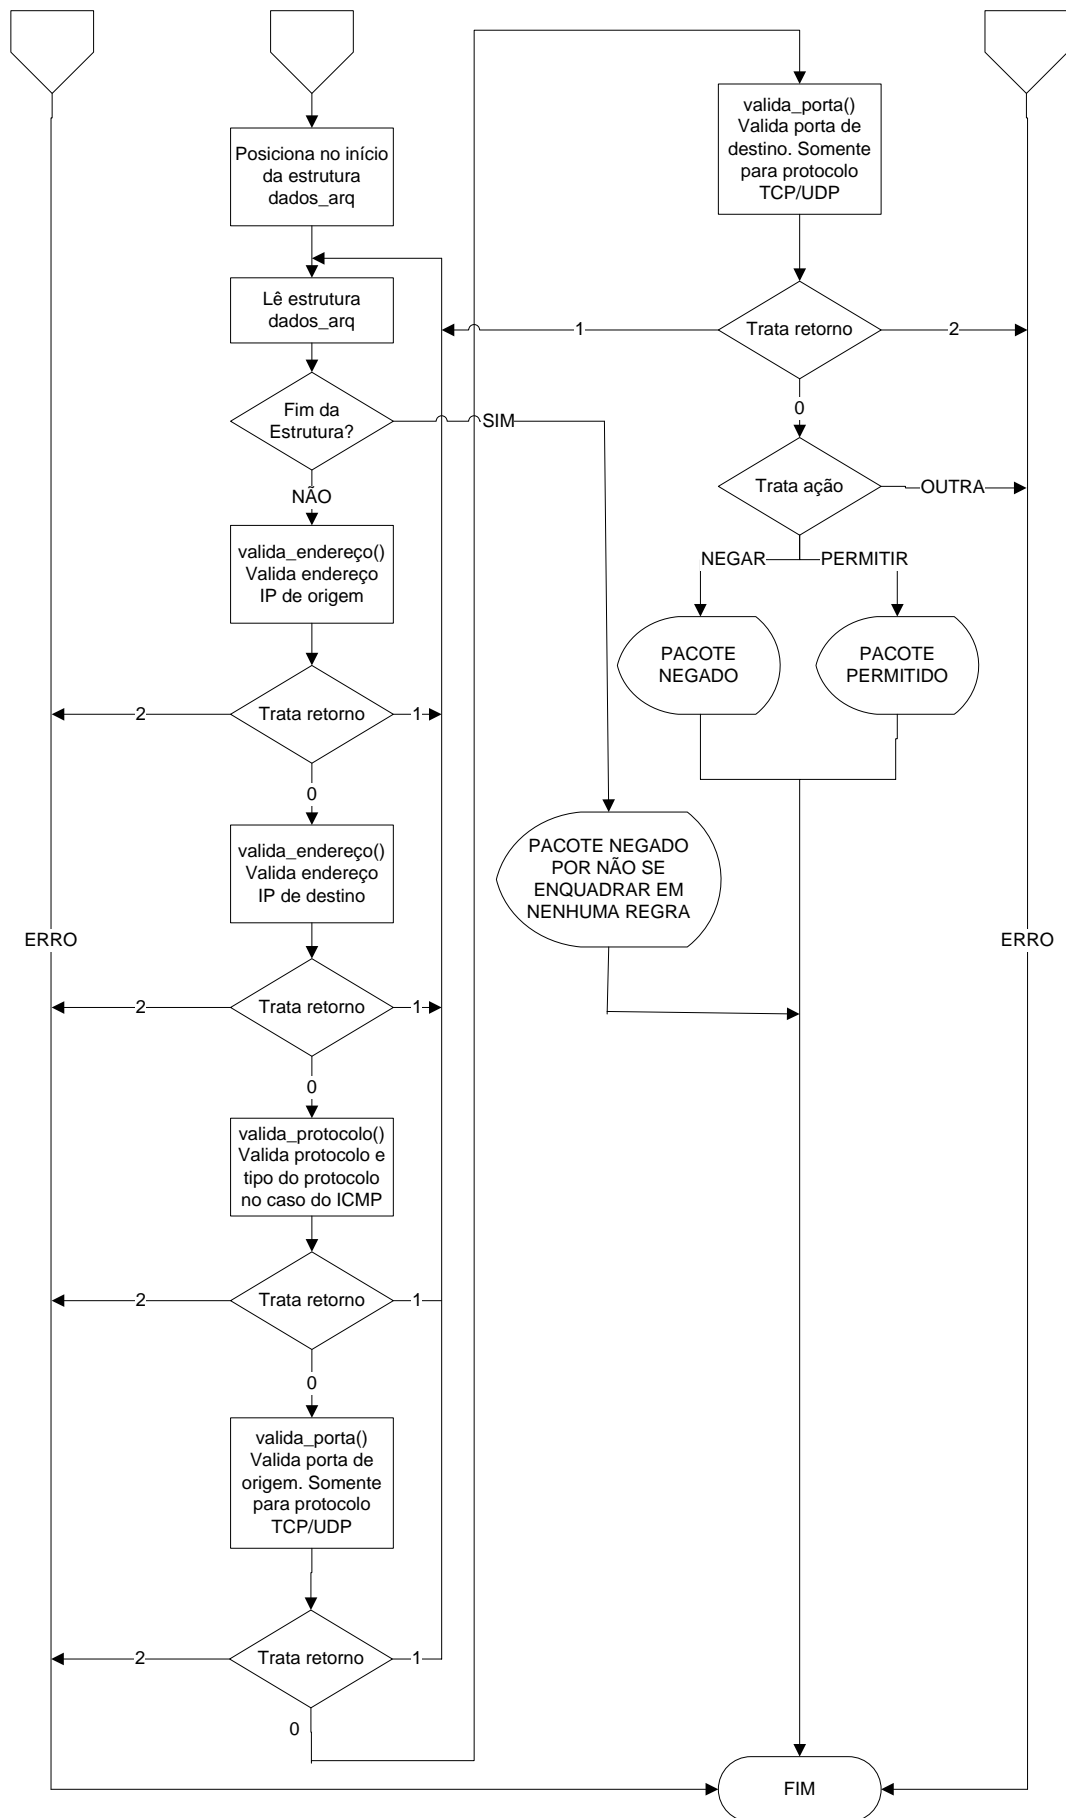 Posiciona no início
da estrutura
dados_arq
Lê estrutura
dados_arq
Fim da
Estrutura?
SIM
NÃO
valida_endereço()
Valida endereço
IP de origem
2
Trata retorno
1
0
valida_endereço()
Valida endereço
IP de destino
ERRO
2
Trata retorno
1
0
valida_protocolo()
Valida protocolo e
tipo do protocolo
no caso do ICMP
2
Trata retorno
1
0
valida_porta()
Valida porta de
origem. Somente
para protocolo
TCP/UDP
2
Trata retorno
1
0
valida_porta()
Valida porta de
destino. Somente
para protocolo
TCP/UDP
1
Trata retorno
2
0
Trata ação
OUTRA
NEGAR
PERMITIR
PACOTE
NEGADO
PACOTE
PERMITIDO
PACOTE NEGADO
POR NÃO SE
ENQUADRAR EM
NENHUMA REGRA
ERRO
FIM